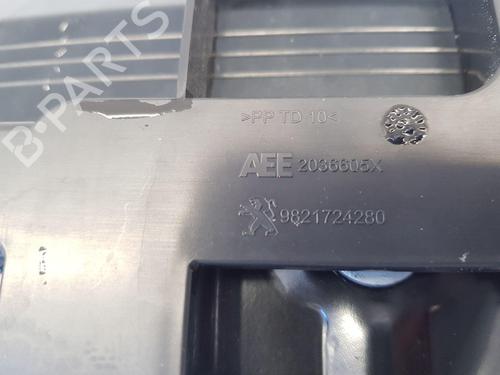 B-PARTS
>PP TD 10<
AEE 2036605X
9821724280